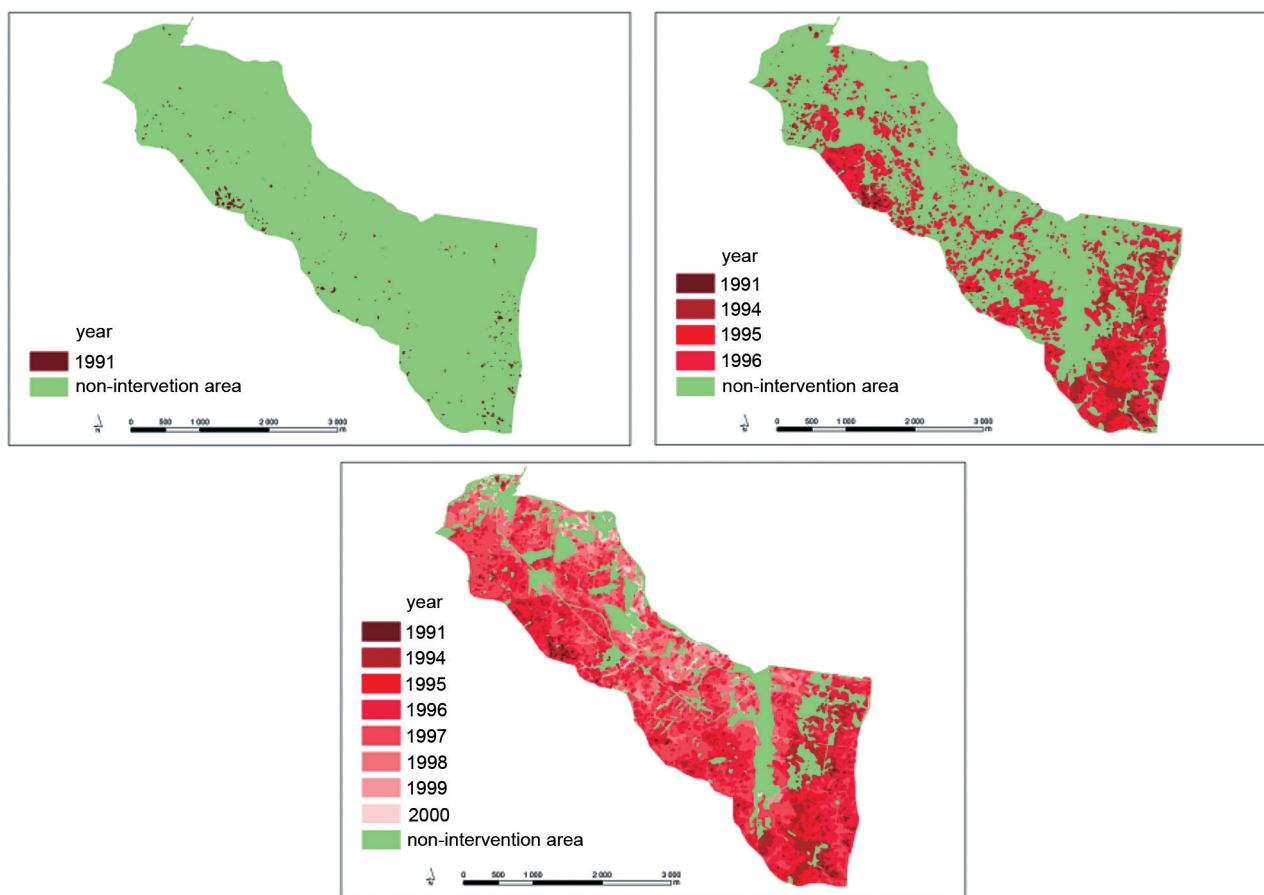 year
1991
non-intervetion area
N
0 500 1 000 2 000 3 000
m
year
1991
1994
1995
1996
non-intervention area
N
0 500 1 000 2 000 3 000
m
year
1991
1994
1995
1996
1997
1998
1999
2000
non-intervention area
N
0 500 1 000 2 000 3 000
m